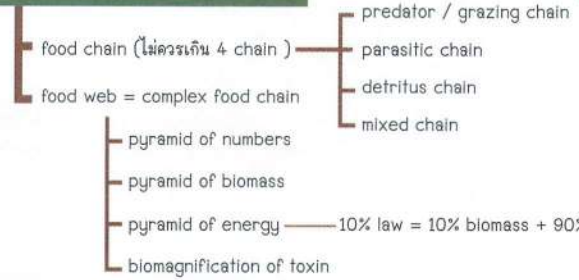 predator / grazing chain
food chain (ไม่ควรเกิน 4 chain )
parasitic chain
detritus chain
food web = complex food chain
mixed chain
pyramid of numbers
pyramid of biomass
pyramid of energy
10% law = 10% biomass + 90%
biomagnification of toxin